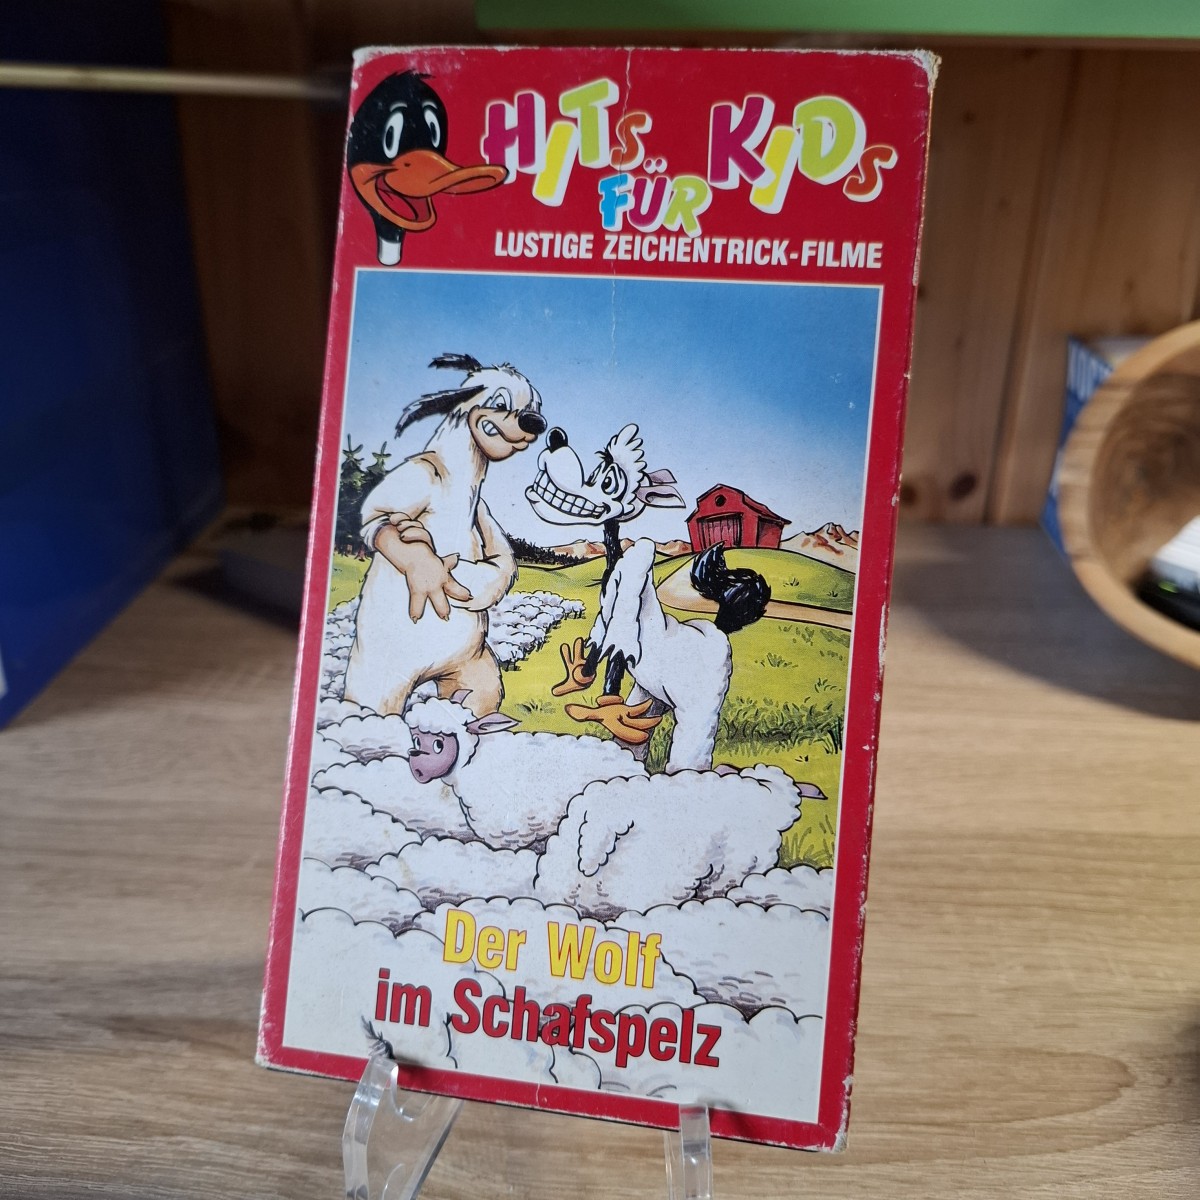 HITS FÜR KIDS
LUSTIGE ZEICHENTRICK-FILME
Der Wolf
im Schafspelz